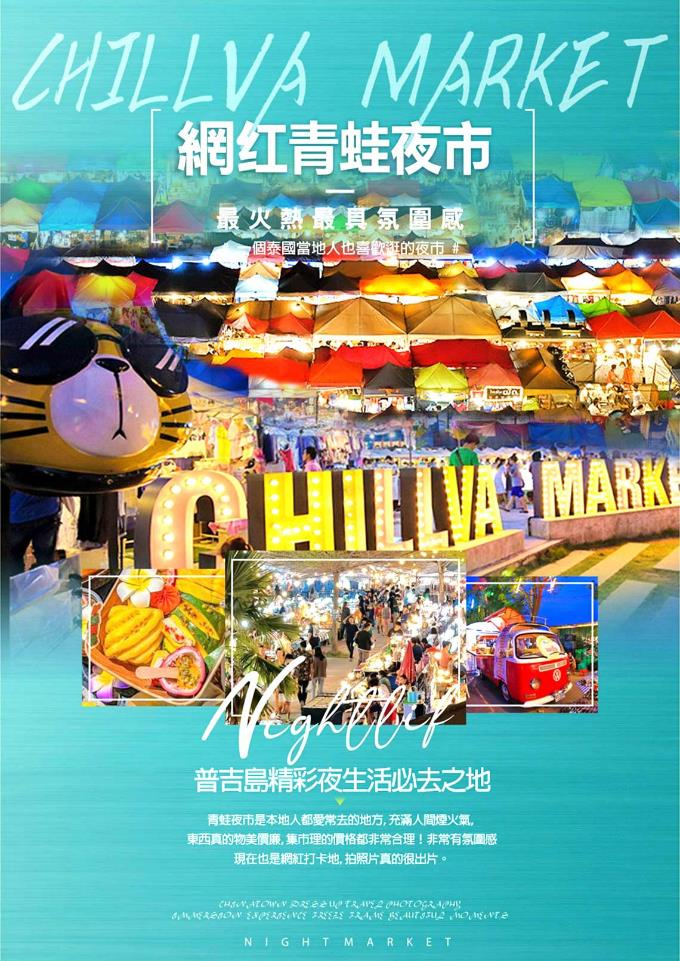 CHILLVA MARKET
網红青蛙夜市
最火熱最具氛圍感
一個泰國當地人也喜歡逛的夜市 #
CHILLVA MARKE
Nightlif
普吉島精彩夜生活必去之地
青蛙夜市是本地人都愛常去的地方, 充滿人間煙火氣,
東西真的物美價廉, 集市理的價格都非常合理！非常有氛圍感
現在也是網紅打卡地, 拍照片真的很出片。
CHINATOWN DRESS UP TRAVEL PHOTOGRAPHY,
IMMERSION EXPERIENCE FREEZE FRAME BEAUTIFUL MOMENTS
NIGHTMARKET